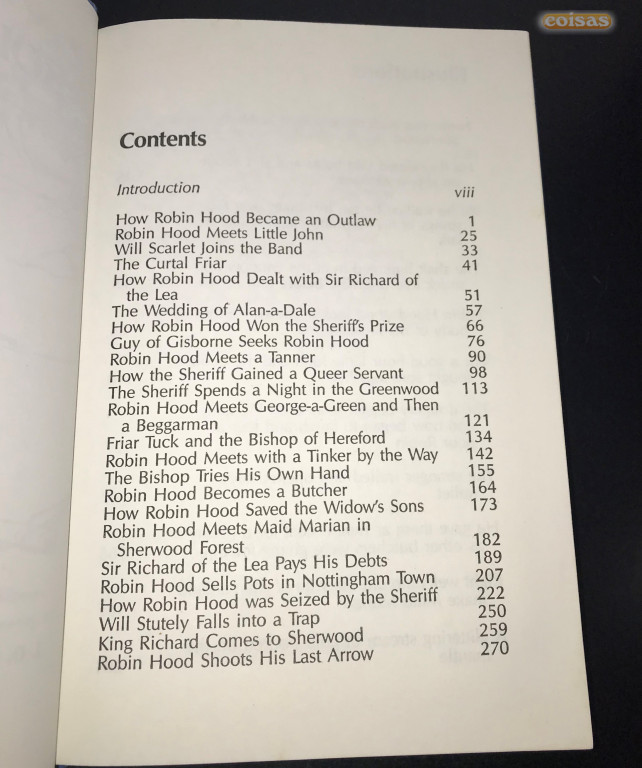 eoisas
Contents
Introduction viii
How Robin Hood Became an Outlaw 1
Robin Hood Meets Little John 25
Will Scarlet Joins the Band 33
The Curtal Friar 41
How Robin Hood Dealt with Sir Richard of
the Lea 51
The Wedding of Alan-a-Dale 57
How Robin Hood Won the Sheriff's Prize 66
Guy of Gisborne Seeks Robin Hood 76
Robin Hood Meets a Tanner 90
How the Sheriff Gained a Queer Servant 98
The Sheriff Spends a Night in the Greenwood 113
Robin Hood Meets George-a-Green and Then
a Beggarman 121
Friar Tuck and the Bishop of Hereford 134
Robin Hood Meets with a Tinker by the Way 142
The Bishop Tries His Own Hand 155
Robin Hood Becomes a Butcher 164
How Robin Hood Saved the Widow's Sons 173
Robin Hood Meets Maid Marian in
Sherwood Forest 182
Sir Richard of the Lea Pays His Debts 189
Robin Hood Sells Pots in Nottingham Town 207
How Robin Hood was Seized by the Sheriff 222
Will Stutely Falls into a Trap 250
King Richard Comes to Sherwood 259
Robin Hood Shoots His Last Arrow 270